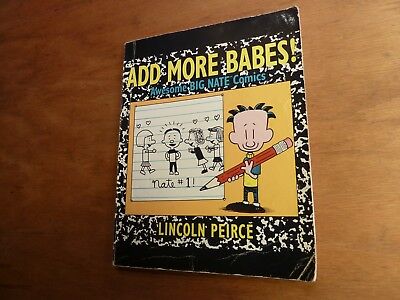 ADD MORE BABES!
Awesome BIG NATE Comics
nate #1!
LINCOLN PEIRCE